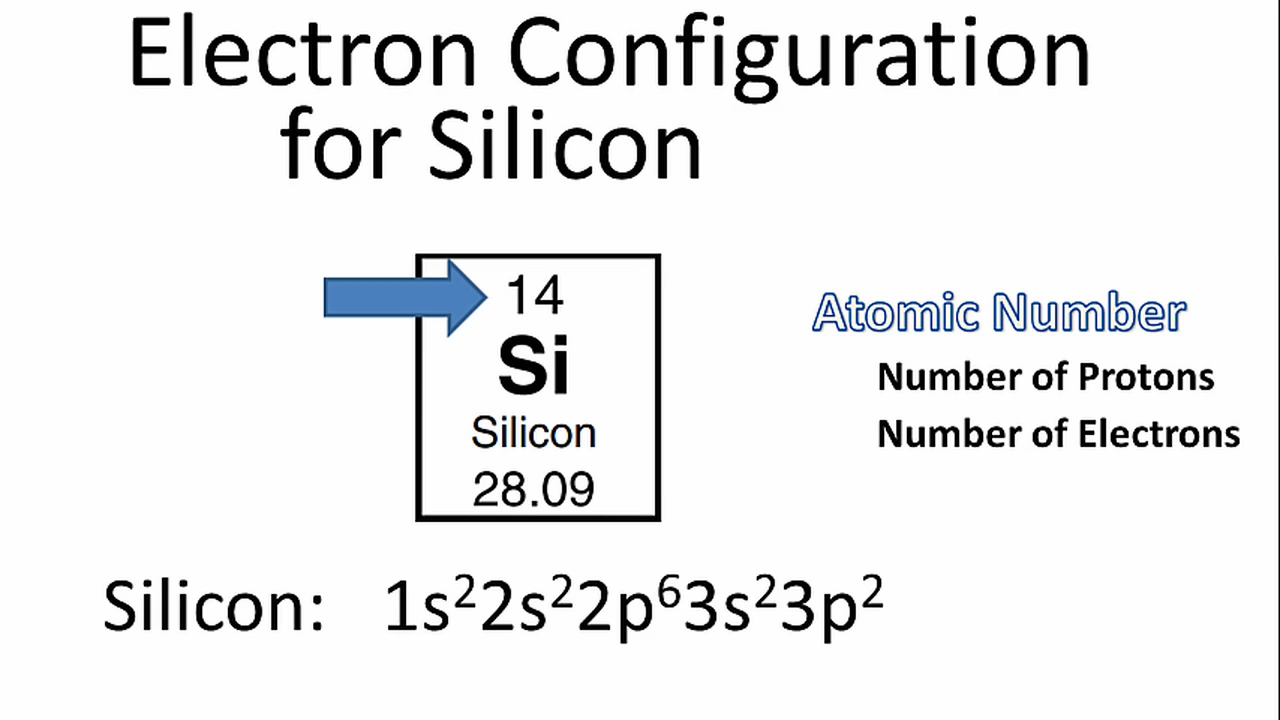 Electron Configuration
for Silicon
14
Si
Silicon
28.09
Atomic Number
Number of Protons
Number of Electrons
Silicon: 1s²2s²2p⁶3s²3p²